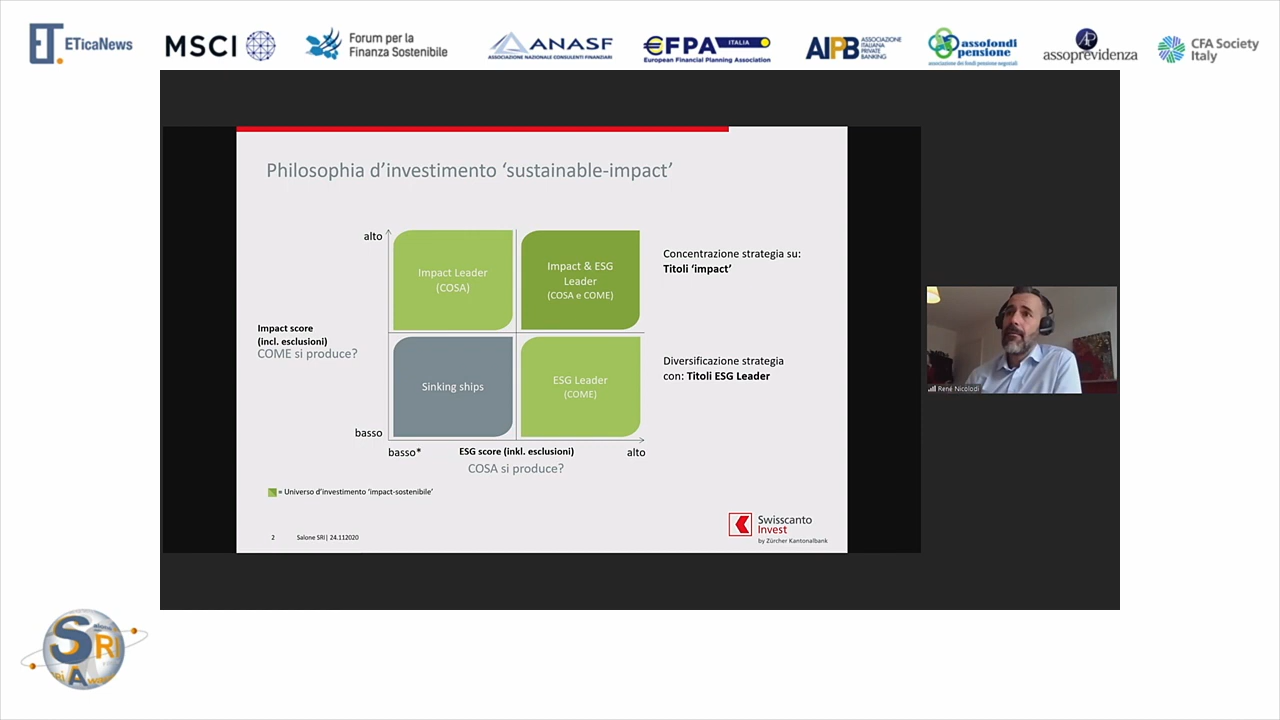 ET.
ETicaNews
MSCI
Forum per la
Finanza Sostenibile
ANASF
ASSOCIAZIONE NAZIONALE CONSULENTI FINANZIARI
€FPA ITALIA
European Financial Planning Association
AIPB
ASSOCIAZIONE
ITALIANA
PRIVATE
BANKING
assofondi
pensione
associazione dei fondi pensione negoziali
AP
assoprevidenza
CFA Society
Italy
Philosophia d’investimento ‘sustainable-impact’
alto
Impact Leader
(COSA)
Impact & ESG
Leader
(COSA e COME)
Concentrazione strategia su:
Titoli ‘impact’
Impact score
(incl. esclusioni)
COME si produce?
Sinking ships
ESG Leader
(COME)
Diversificazione strategia
con: Titoli ESG Leader
basso
basso*
ESG score (inkl. esclusioni)
alto
COSA si produce?
= Universo d’investimento ‘impact-sostenibile’
2
Salone SRI| 24.112020
Swisscanto
Invest
by Zürcher Kantonalbank
René Nicolodi
SRI